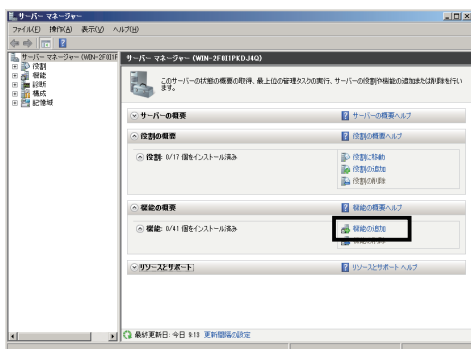 サーバー マネージャー
ファイル(F) 操作(A) 表示(V) ヘルプ(H)
サーバー マネージャー (WIN-2F0I1P
役割
機能
診断
構成
記憶域
サーバー マネージャー (WIN-2F0I1PKDJ4Q)
このサーバーの状態の概要の取得、最上位の管理タスクの実行、サーバーの役割や機能の追加または削除を行います。
サーバーの概要
サーバーの概要ヘルプ
役割の概要
役割の概要ヘルプ
役割: 0/17 個をインストール済み
役割に移動
役割の追加
役割の削除
機能の概要
機能の概要ヘルプ
機能: 0/41 個をインストール済み
機能の追加
機能の削除
リソースとサポート
リソースとサポート ヘルプ
最終更新日: 今日 9:13 更新間隔の設定